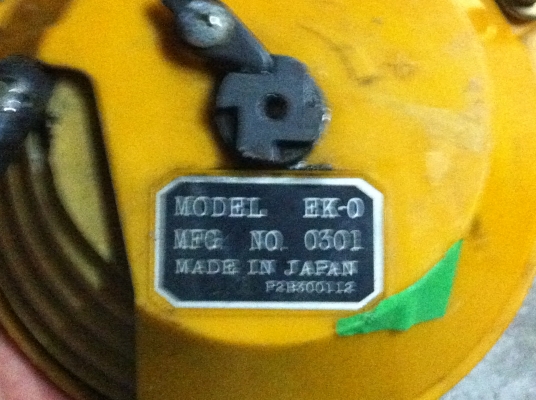 MODEL EK-0
MFG NO. 0301
MADE IN JAPAN
P2B300112